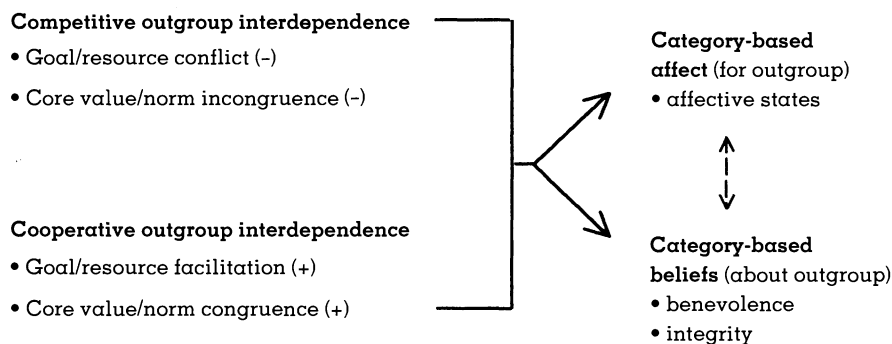 Competitive outgroup interdependence
• Goal/resource conflict (–)
• Core value/norm incongruence (–)
Cooperative outgroup interdependence
• Goal/resource facilitation (+)
• Core value/norm congruence (+)
Category-based
affect (for outgroup)
• affective states
Category-based
beliefs (about outgroup)
• benevolence
• integrity